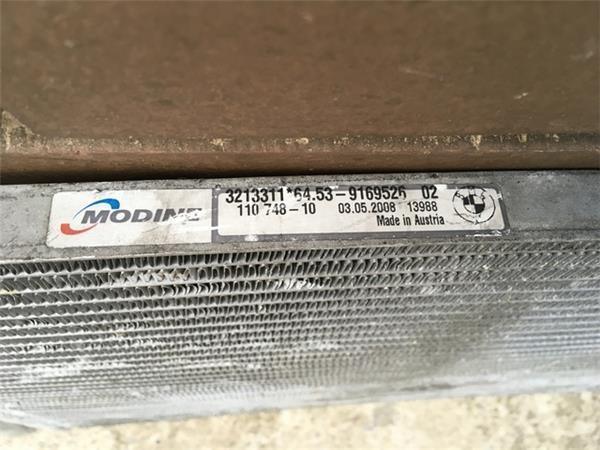 MODINE
3213311*64.53-9169526 02
110 748-10 03.05.2008 13988
Made in Austria